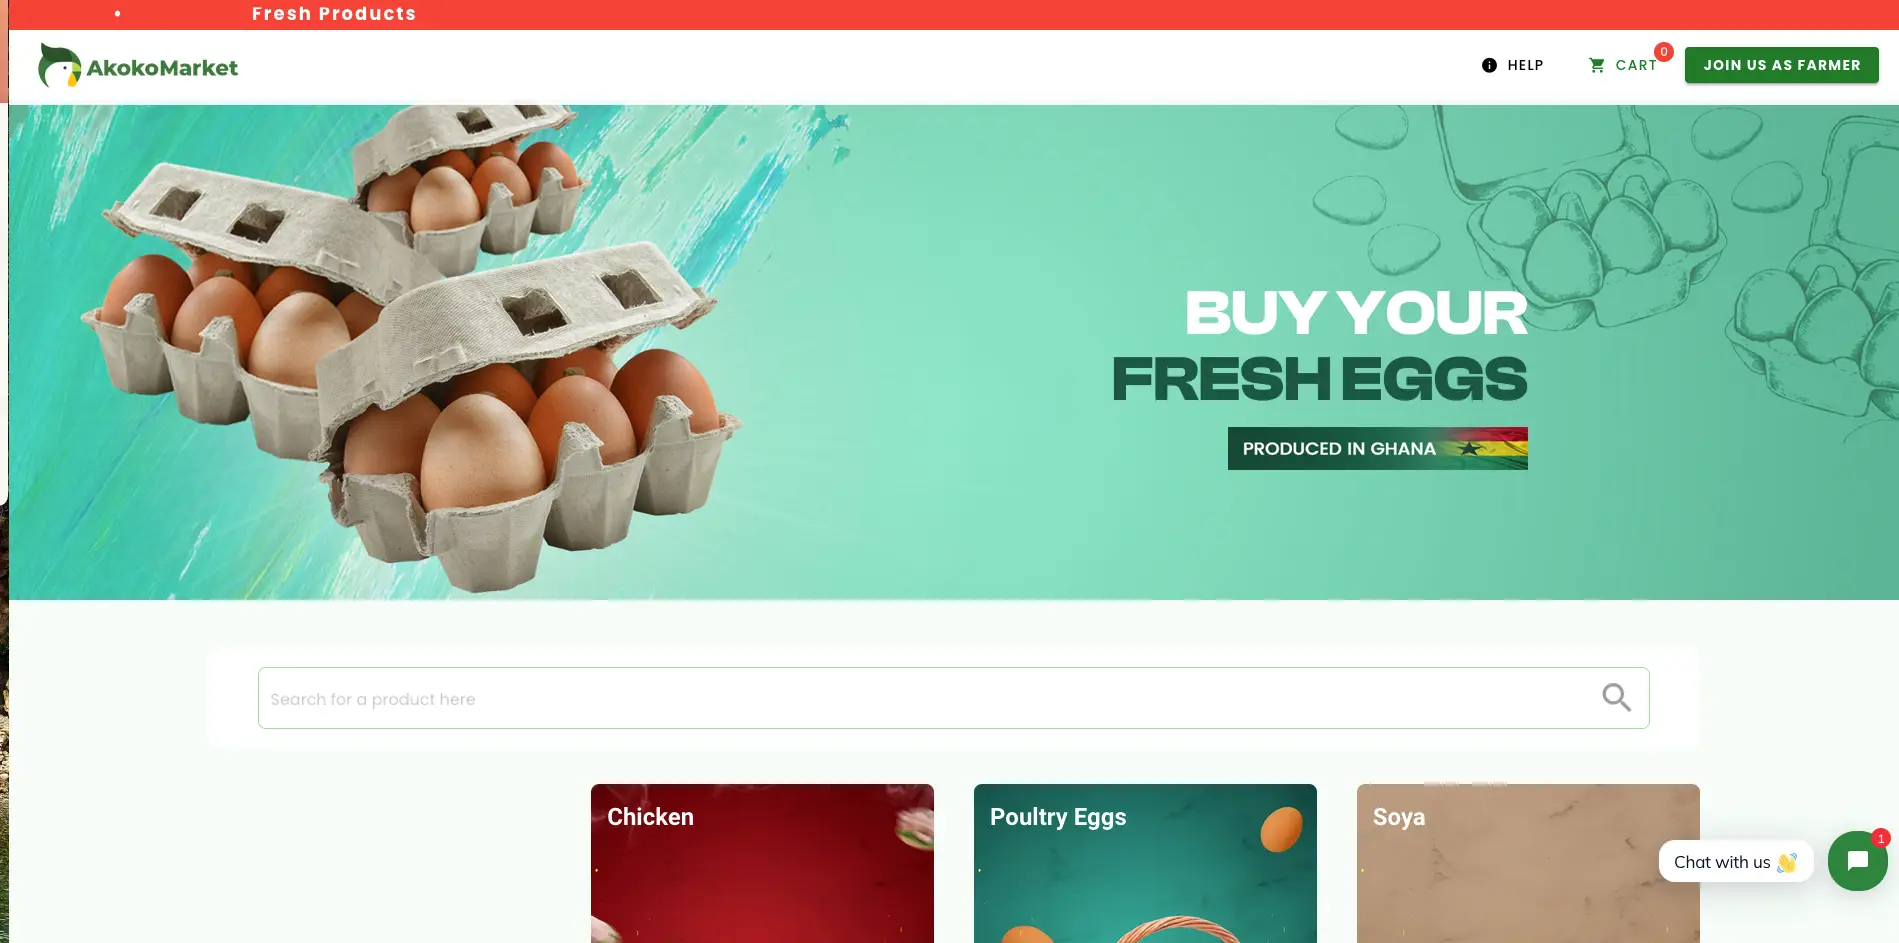 Fresh Products
AkokoMarket
HELP
CART
0
JOIN US AS FARMER
BUY YOUR
FRESH EGGS
PRODUCED IN GHANA
Search for a product here
Chicken
Poultry Eggs
Soya
Chat with us 👋
1